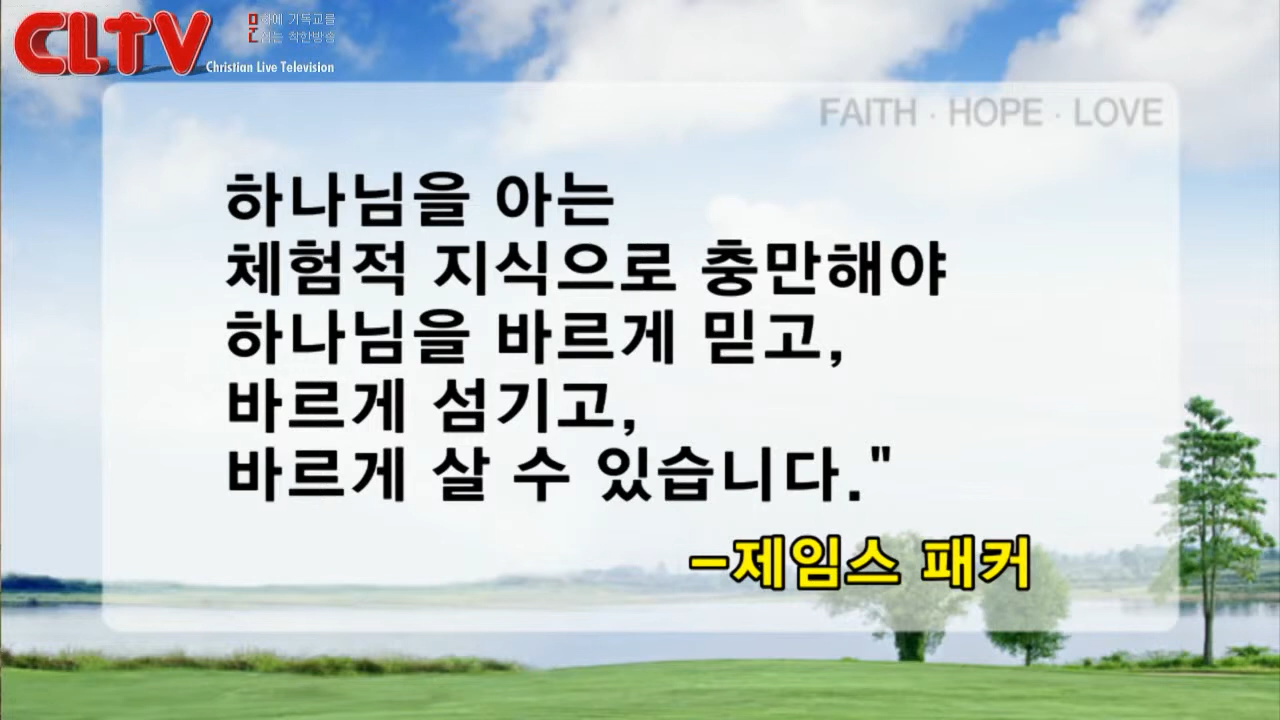 CLTV
Christian Live Television
FAITH · HOPE · LOVE
하나님을 아는
체험적 지식으로 충만해야
하나님을 바르게 믿고,
바르게 섬기고,
바르게 살 수 있습니다."
-제임스 패커